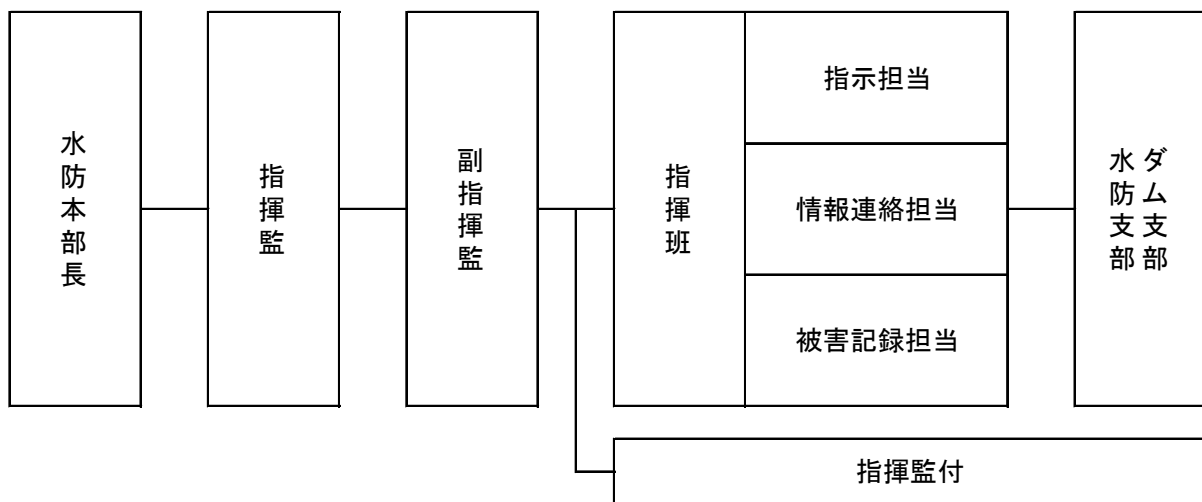 水防本部長
指揮監
副指揮監
指揮班
指示担当
情報連絡担当
被害記録担当
ダム支部
水防支部
指揮監付